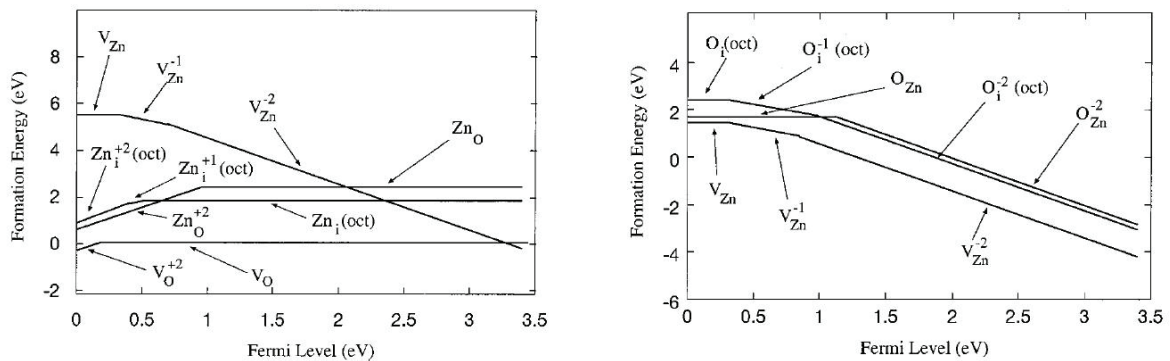 Formation Energy (eV)
10
8
6
4
2
0
-2
V_Zn
V_Zn^-1
V_Zn^-2
Zn_O
Zn_i^+2 (oct)
Zn_i^+1 (oct)
Zn_O^+2
Zn_i (oct)
V_O^+2
V_O
0 0.5 1 1.5 2 2.5 3 3.5
Fermi Level (eV)
Formation Energy (eV)
6
4
2
0
-2
-4
-6
O_i (oct)
O_i^-1 (oct)
O_Zn
O_i^-2 (oct)
O_Zn^-2
V_Zn
V_Zn^-1
V_Zn^-2
0 0.5 1 1.5 2 2.5 3 3.5
Fermi Level (eV)